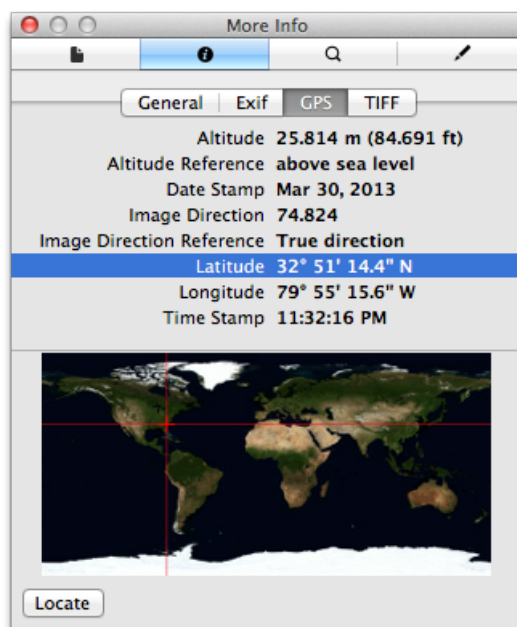 More Info
General Exif GPS TIFF
Altitude 25.814 m (84.691 ft)
Altitude Reference above sea level
Date Stamp Mar 30, 2013
Image Direction 74.824
Image Direction Reference True direction
Latitude 32° 51' 14.4" N
Longitude 79° 55' 15.6" W
Time Stamp 11:32:16 PM
Locate